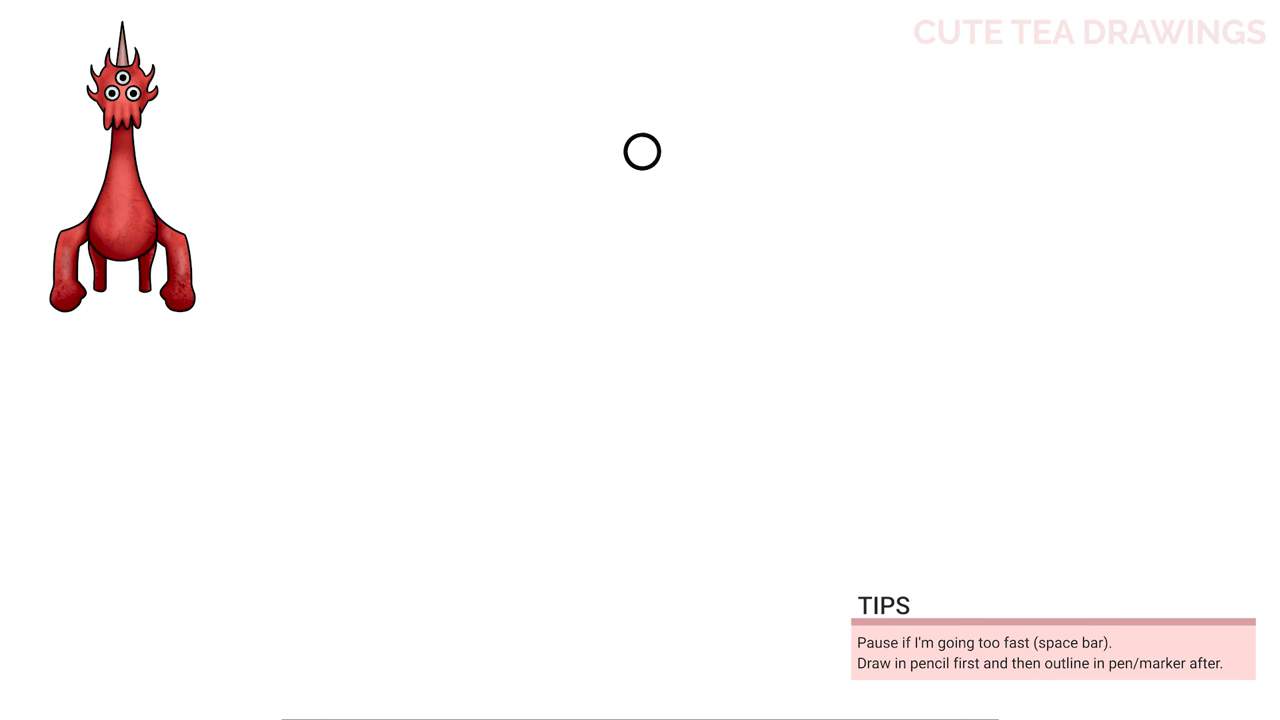 CUTE TEA DRAWINGS
TIPS
Pause if I'm going too fast (space bar).
Draw in pencil first and then outline in pen/marker after.